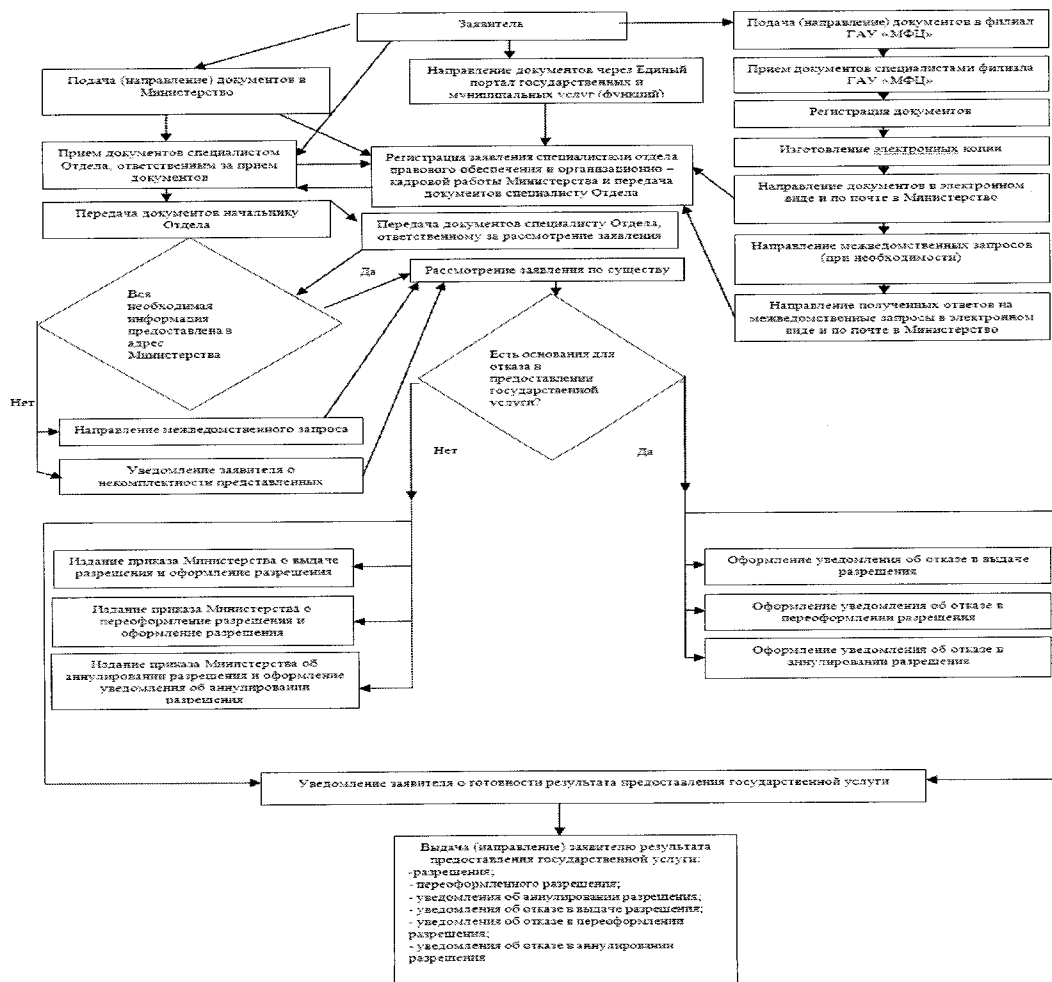 Заявитель
Подача (направление) документов в филиал
ГАУ «МФЦ»
Подача (направление) документов в
Министерство
Направление документов через Единый
портал государственных и
муниципальных услуг (функций)
Прием документов специалистами филиала
ГАУ «МФЦ»
Регистрация документов
Изготовление электронных копии
Прием документов специалистом
Отдела, ответственным за прием
документов
Регистрация заявления специалистами отдела
правового обеспечения и организационно –
кадровой работы Министерства и передача
документов специалисту Отдела
Направление документов в электронном
виде и по почте в Министерство
Передача документов начальнику
Отдела
Передача документов специалисту Отдела,
ответственному за рассмотрение заявления
Направление межведомственных запросов
(при необходимости)
Да
Рассмотрение заявления по существу
Направление полученных ответов на
межведомственные запросы в электронном
виде и по почте в Министерство
Вся
необходимая
информация
предоставлена в
адрес
Министерства
Есть основания для
отказа в
предоставлении
государственной
услуги?
Нет
Направление межведомственного запроса
Уведомление заявителя о
некомплектности представленных
Нет
Да
Издание приказа Министерства о выдаче
разрешения и оформление разрешения
Издание приказа Министерства о
переоформление разрешения и
оформление разрешения
Издание приказа Министерства об
аннулировании разрешения и оформление
уведомления об аннулировании
разрешения
Оформление уведомления об отказе в выдаче
разрешения
Оформление уведомления об отказе в
переоформлении разрешения
Оформление уведомления об отказе в
аннулировании разрешения
Уведомление заявителя о готовности результата предоставления государственной услуги
Выдача (направление) заявителю результата
предоставления государственной услуги:
-разрешения;
- переоформленного разрешения;
- уведомления об аннулировании разрешения;
- уведомления об отказе в выдаче разрешения;
- уведомления об отказе в переоформлении
разрешения;
- уведомления об отказе в аннулировании
разрешения